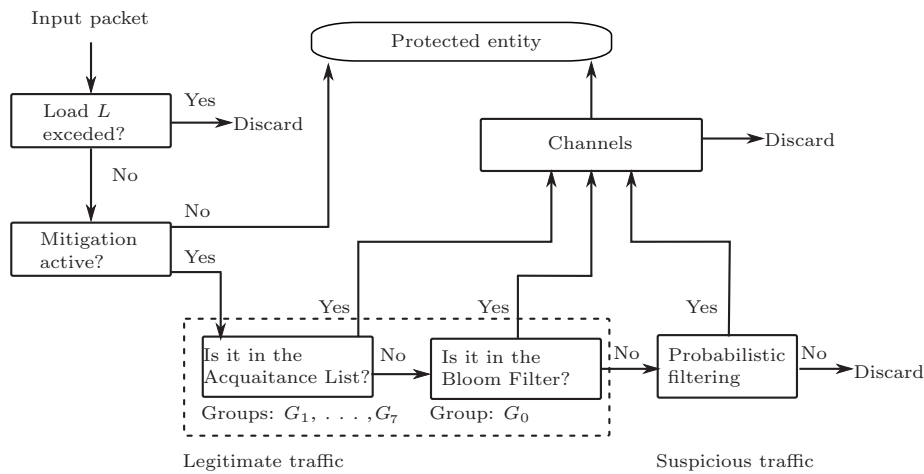 Input packet
Protected entity
Load L
exceded?
Yes
Discard
No
Channels
Discard
Mitigation
active?
No
Yes
Yes
Yes
Yes
Is it in the
Acquaitance List?
No
Is it in the
Bloom Filter?
No
Probabilistic
filtering
No
Discard
Groups: G1, . . . , G7
Group: G0
Legitimate traffic
Suspicious traffic